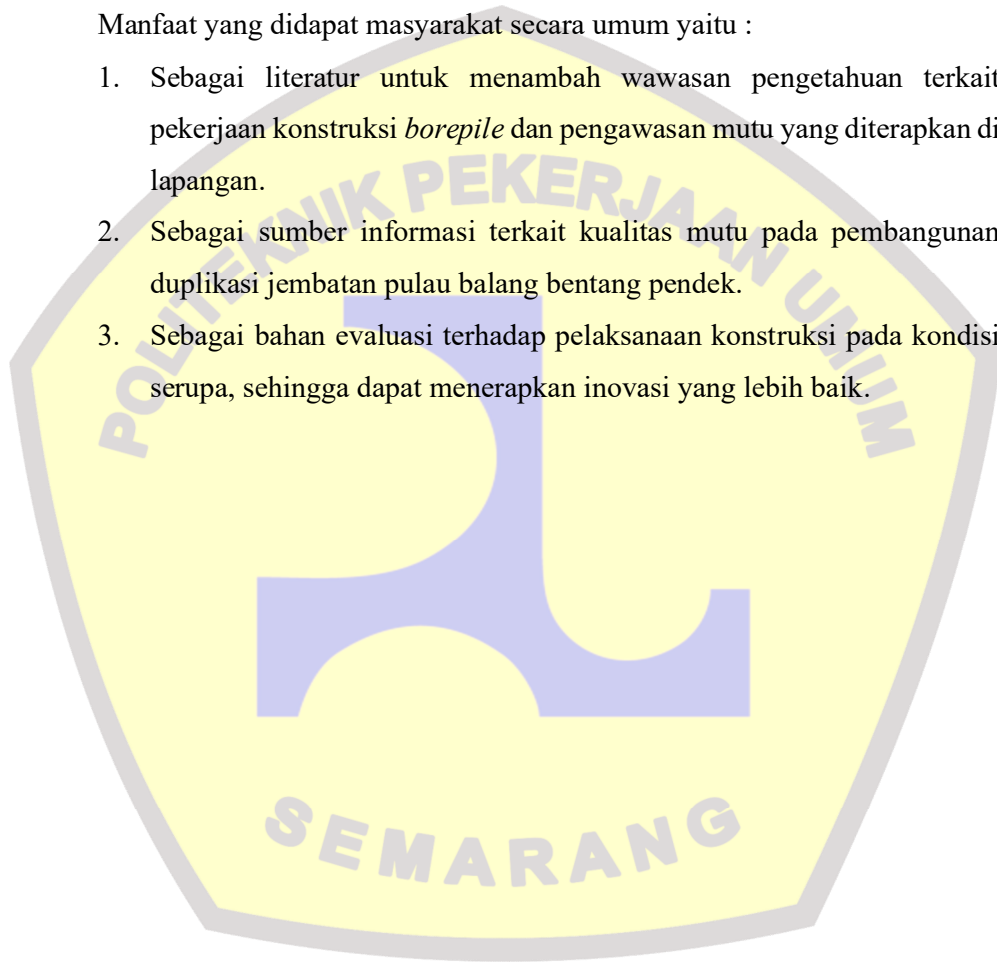 Manfaat yang didapat masyarakat secara umum yaitu :
1. Sebagai literatur untuk menambah wawasan pengetahuan terkait
pekerjaan konstruksi borepile dan pengawasan mutu yang diterapkan di
lapangan.
2. Sebagai sumber informasi terkait kualitas mutu pada pembangunan
duplikasi jembatan pulau balang bentang pendek.
3. Sebagai bahan evaluasi terhadap pelaksanaan konstruksi pada kondisi
serupa, sehingga dapat menerapkan inovasi yang lebih baik.
POLITEKNIK PEKERJAAN UMUM
SEMARANG